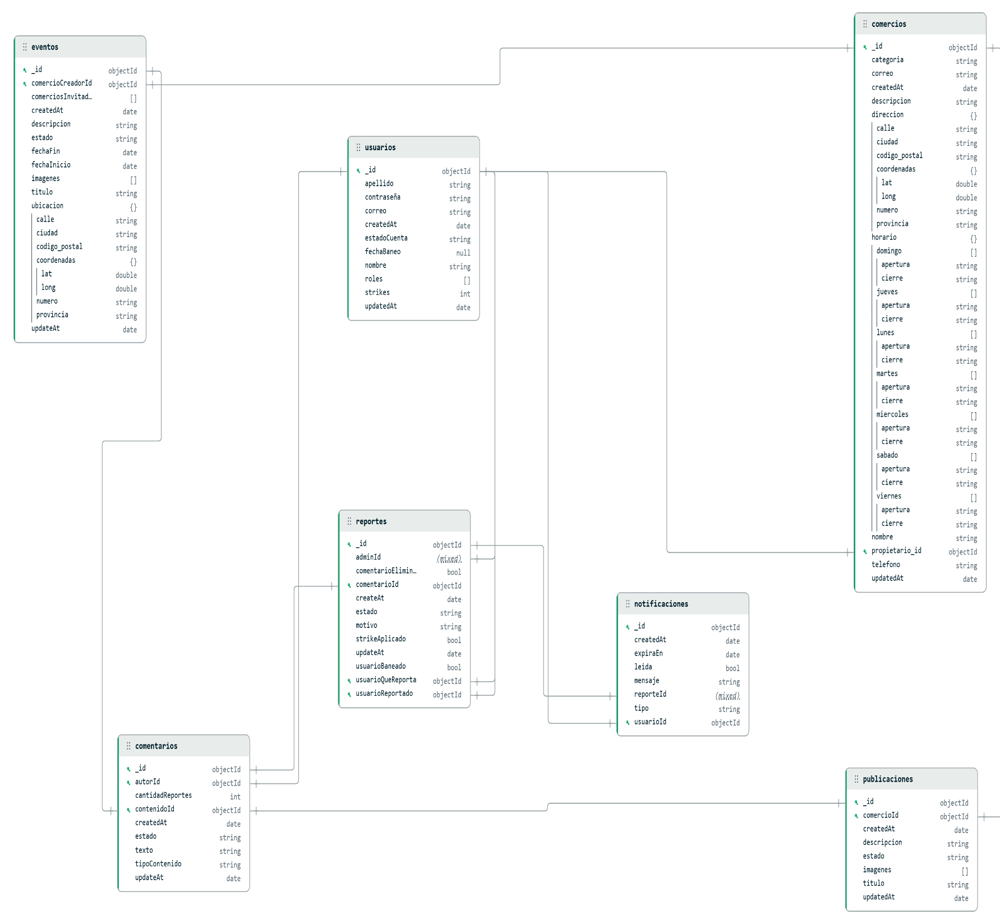 eventos
_id objectId
comercioCreadorId objectId
comerciosInvitad… []
createdAt date
descripcion string
estado string
fechaFin date
fechaInicio date
imagenes []
titulo string
ubicacion {}
calle string
ciudad string
codigo_postal string
coordenadas {}
lat double
long double
numero string
provincia string
updateAt date
usuarios
_id objectId
apellido string
contraseña string
correo string
createdAt date
estadoCuenta string
fechaBaneo null
nombre string
roles []
strikes int
updatedAt date
comercios
_id objectId
categoria string
correo string
createdAt date
descripcion string
direccion {}
calle string
ciudad string
codigo_postal string
coordenadas {}
lat double
long double
numero string
provincia string
horario {}
domingo []
apertura string
cierre string
jueves []
apertura string
cierre string
lunes []
apertura string
cierre string
martes []
apertura string
cierre string
miercoles []
apertura string
cierre string
sabado []
apertura string
cierre string
viernes []
apertura string
cierre string
nombre string
propietario_id objectId
telefono string
updatedAt date
reportes
_id objectId
adminId (mixed)
comentarioElimin… bool
comentarioId objectId
createAt date
estado string
motivo string
strikeAplicado bool
updateAt date
usuarioBaneado bool
usuarioQueReporta objectId
usuarioReportado objectId
notificaciones
_id objectId
createdAt date
expiraEn date
leida bool
mensaje string
reporteId (mixed)
tipo string
usuarioId objectId
comentarios
_id objectId
autorId objectId
cantidadReportes int
contenidoId objectId
createdAt date
estado string
texto string
tipoContenido string
updateAt date
publicaciones
_id objectId
comercioId objectId
createdAt date
descripcion string
estado string
imagenes []
titulo string
updatedAt date